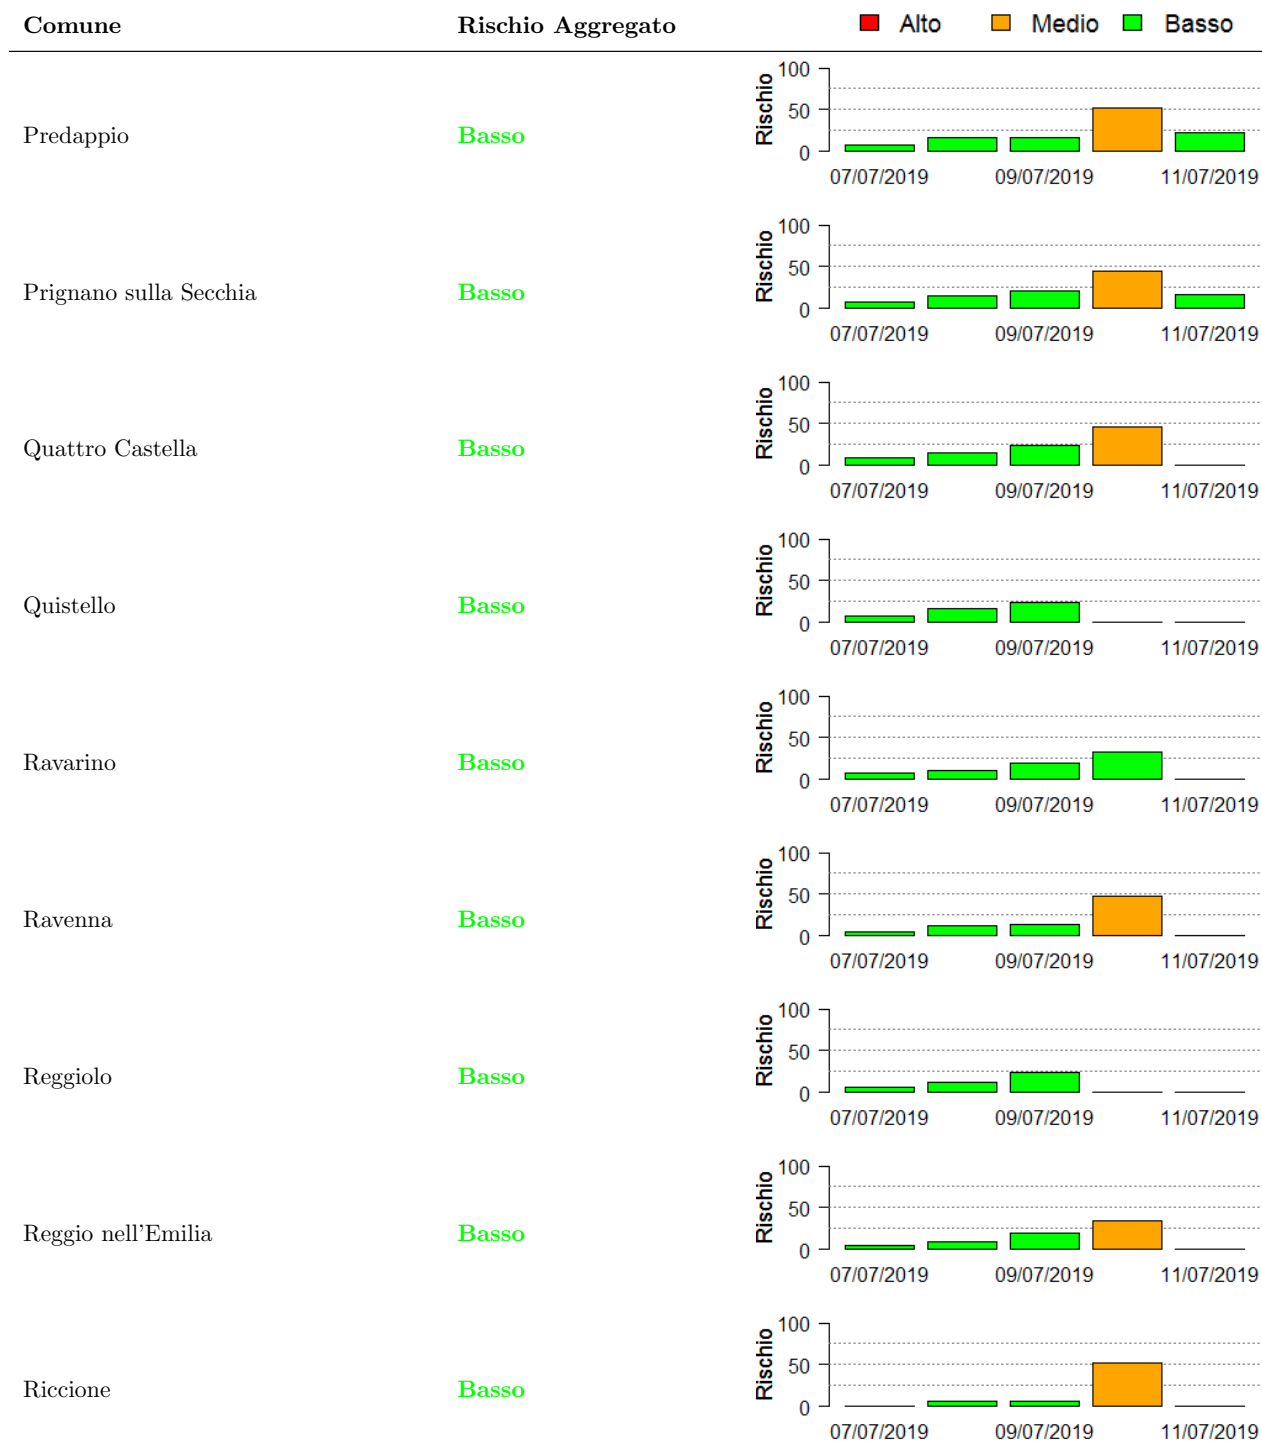 Comune Rischio Aggregato Alto Medio Basso
Predappio Basso
Rischio
100
50
0
07/07/2019 09/07/2019 11/07/2019
Prignano sulla Secchia Basso
Rischio
100
50
0
07/07/2019 09/07/2019 11/07/2019
Quattro Castella Basso
Rischio
100
50
0
07/07/2019 09/07/2019 11/07/2019
Quistello Basso
Rischio
100
50
0
07/07/2019 09/07/2019 11/07/2019
Ravarino Basso
Rischio
100
50
0
07/07/2019 09/07/2019 11/07/2019
Ravenna Basso
Rischio
100
50
0
07/07/2019 09/07/2019 11/07/2019
Reggiolo Basso
Rischio
100
50
0
07/07/2019 09/07/2019 11/07/2019
Reggio nell'Emilia Basso
Rischio
100
50
0
07/07/2019 09/07/2019 11/07/2019
Riccione Basso
Rischio
100
50
0
07/07/2019 09/07/2019 11/07/2019